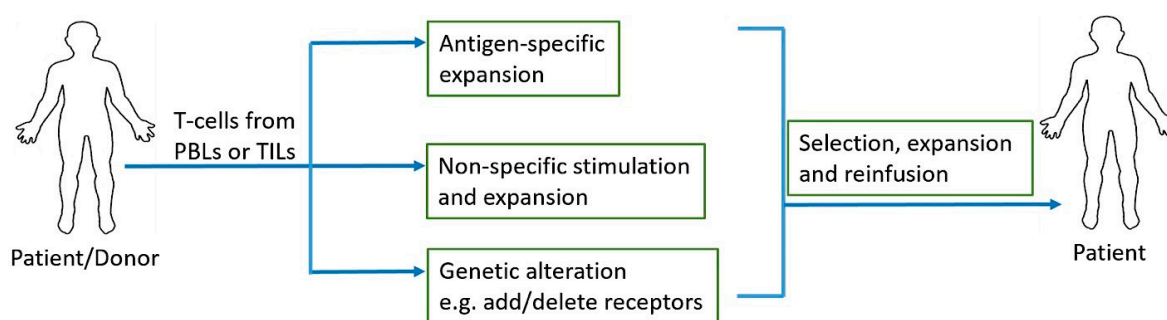 Patient/Donor
T-cells from
PBLs or TILs
Antigen-specific
expansion
Non-specific stimulation
and expansion
Genetic alteration
e.g. add/delete receptors
Selection, expansion
and reinfusion
Patient